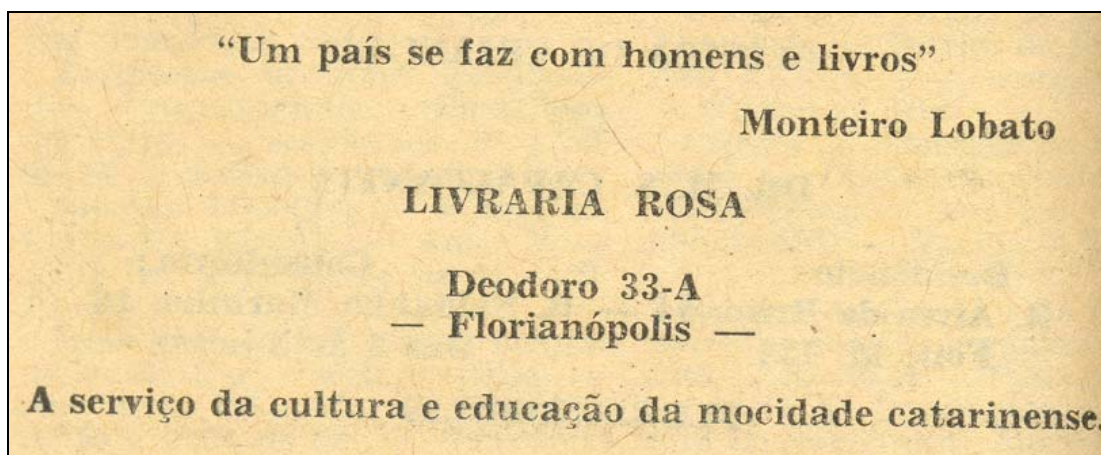 “Um país se faz com homens e livros”
Monteiro Lobato
LIVRARIA ROSA
Deodoro 33-A
— Florianópolis —
A serviço da cultura e educação da mocidade catarinense.